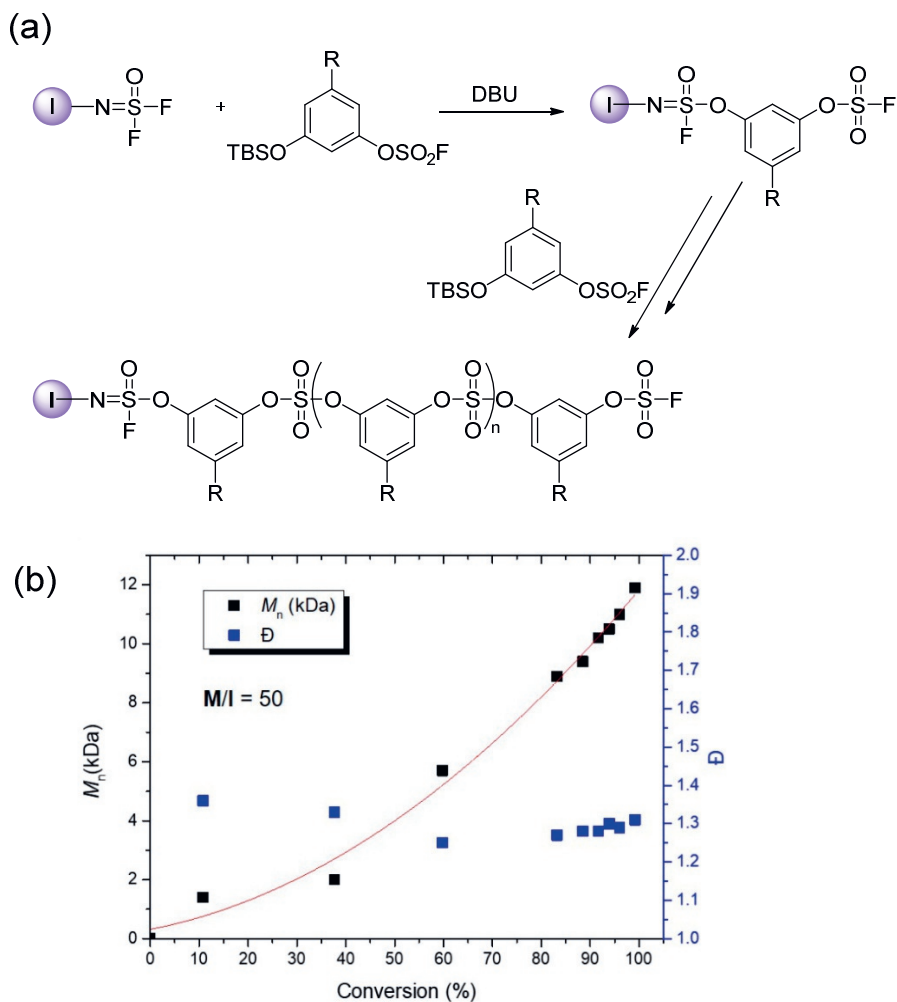 (a)
I
N=S
O
F
F
+
R
TBSO
OSO₂F
DBU
I
N=S
O
F
O
O
S
O
O
F
R
R
TBSO
OSO₂F
I
N=S
O
F
O
R
O
S
O
O
(
O
R
O
S
O
O
)n
O
R
O
S
O
O
F
(b)
Mn (kDa)
Đ
M/I = 50
Mn(kDa)
12
10
8
6
4
2
0
2.0
1.9
1.8
1.7
1.6
1.5
1.4
1.3
1.2
1.1
1.0
Đ
0 10 20 30 40 50 60 70 80 90 100
Conversion (%)